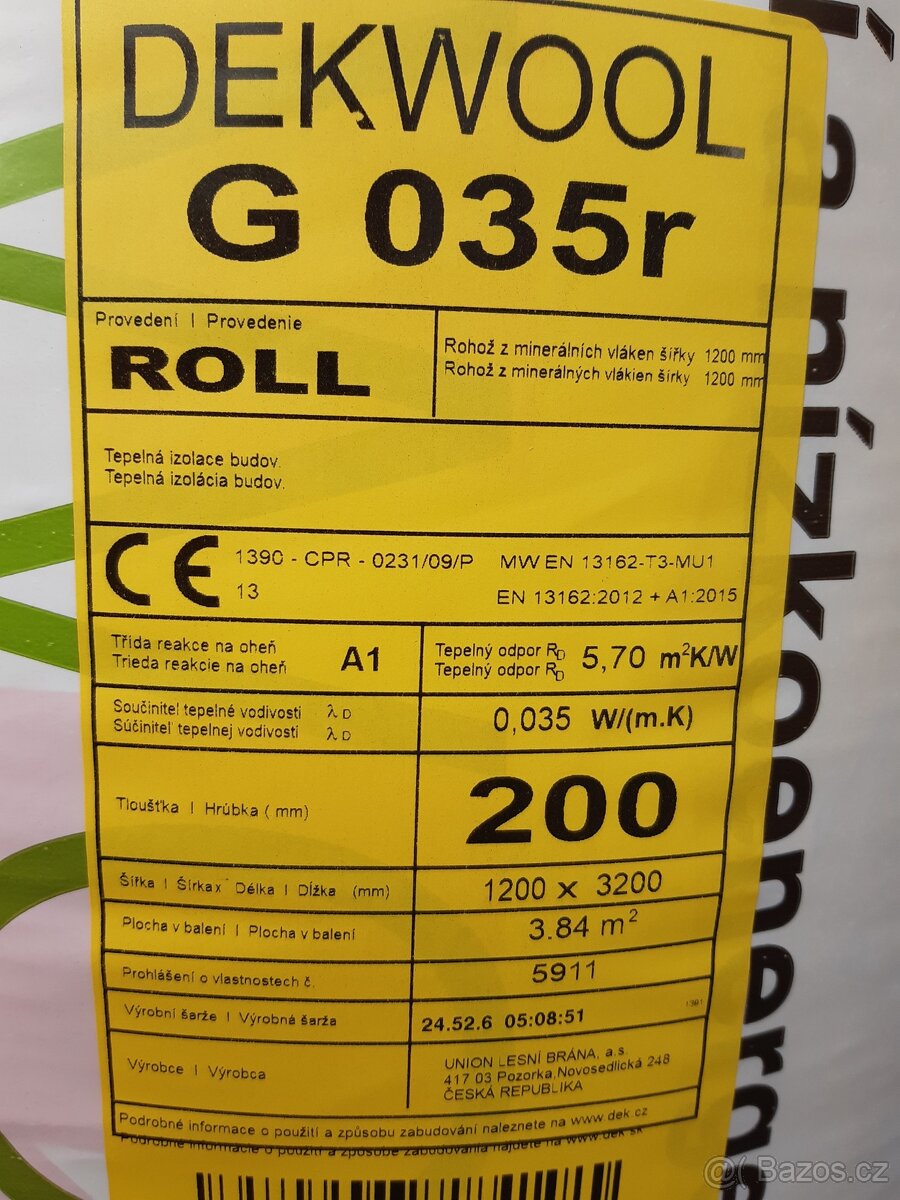 DEKWOOL
G 035r
Provedení | Provedenie
ROLL
Rohož z minerálních vláken šířky 1200 mm
Rohož z minerálných vlákien šírky 1200 mm
Tepelná izolace budov.
Tepelná izolácia budov.
CE 1390 - CPR - 0231/09/P MW EN 13162-T3-MU1
13 EN 13162:2012 + A1:2015
Třída reakce na oheň
Trieda reakcie na oheň
A1
Tepelný odpor RD
Tepelný odpor RD
5,70 m²K/W
Součinitel tepelné vodivosti λ D
Súčiniteľ tepelnej vodivosti λ D
0,035 W/(m.K)
Tloušťka | Hrúbka ( mm)
200
Šířka | Šírka x Délka | Dĺžka (mm)
1200 x 3200
Plocha v balení | Plocha v balení
3.84 m²
Prohlášení o vlastnostech č.
5911
Výrobní šarže | Výrobná šarža
24.52.6 05:08:51
1391
Výrobce | Výrobca
UNION LESNÍ BRÁNA, a.s.
417 03 Pozorka, Novosedlická 248
ČESKÁ REPUBLIKA
Podrobné informace o použití a způsobu zabudování naleznete na www.dek.cz
nízkoenerge
Bazos.cz